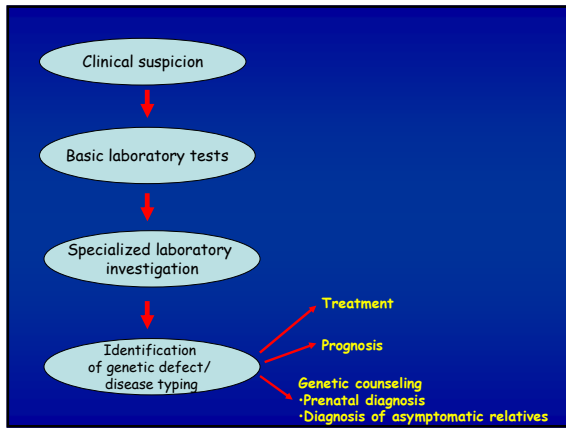 Clinical suspicion
Basic laboratory tests
Specialized laboratory
investigation
Identification
of genetic defect/
disease typing
Treatment
Prognosis
Genetic counseling
•Prenatal diagnosis
•Diagnosis of asymptomatic relatives